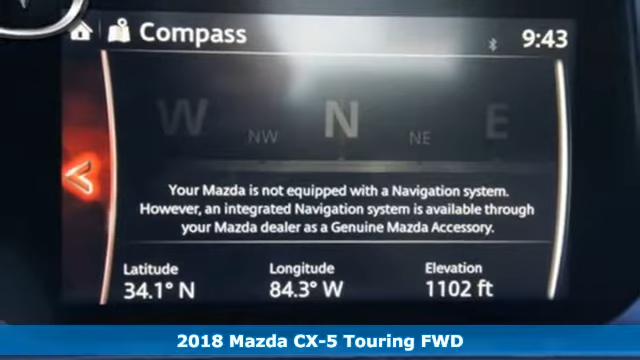 Compass
9:43
W NW N NE E
Your Mazda is not equipped with a Navigation system.
However, an integrated Navigation system is available through
your Mazda dealer as a Genuine Mazda Accessory.
Latitude Longitude Elevation
34.1° N 84.3° W 1102 ft
2018 Mazda CX-5 Touring FWD